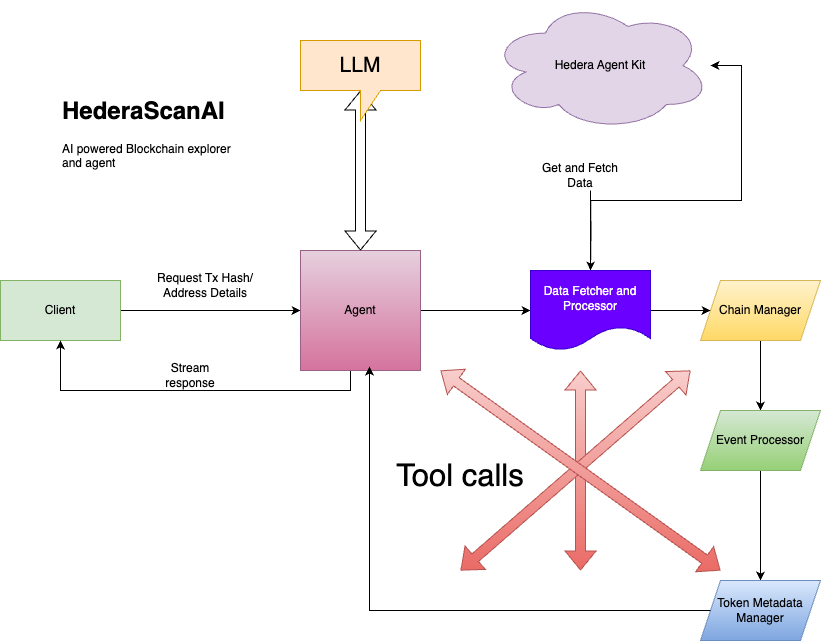 LLM
Hedera Agent Kit
HederaScanAI
AI powered Blockchain explorer
and agent
Get and Fetch
Data
Request Tx Hash/
Address Details
Client
Agent
Data Fetcher and
Processor
Chain Manager
Stream
response
Event Processor
Tool calls
Token Metadata
Manager